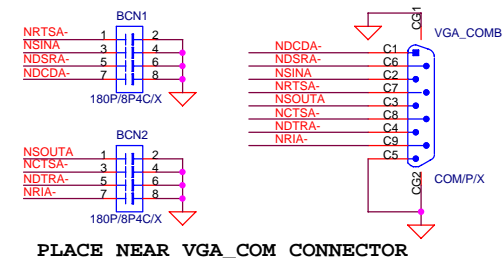 BCN1
NRTSA- 1 2
NSINA 3 4
NDSRA- 5 6
NDCDA- 7 8
180P/8P4C/X
BCN2
NSOUTA 1 2
NCTSA- 3 4
NDTRA- 5 6
NRIA- 7 8
180P/8P4C/X
CG1
VGA_COMB
NDCDA- C1
NDSRA- C6
NSINA C2
NRTSA- C7
NSOUTA C3
NCTSA- C8
NDTRA- C4
NRIA- C9
C5
CG2
COM/P/X
PLACE NEAR VGA_COM CONNECTOR